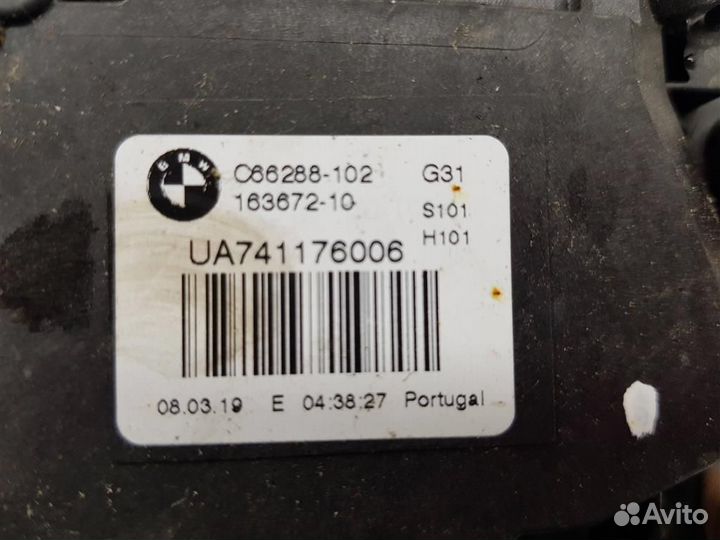 BMW
C66288-102 G31
163672-10 S101
H101
UA741176006
08.03.19 E 04:38:27 Portugal
Avito